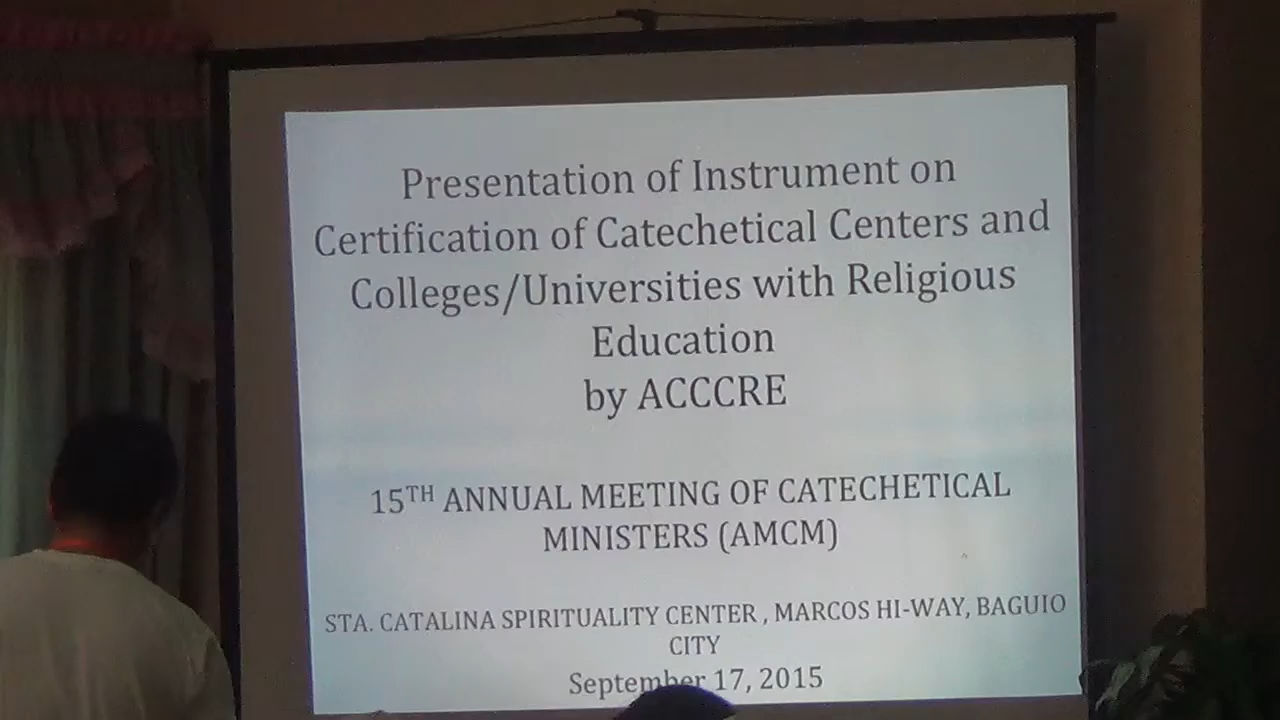 Presentation of Instrument on
Certification of Catechetical Centers and
Colleges/Universities with Religious
Education
by ACCCRE
15TH ANNUAL MEETING OF CATECHETICAL
MINISTERS (AMCM)
STA. CATALINA SPIRITUALITY CENTER , MARCOS HI-WAY, BAGUIO
CITY
September 17, 2015